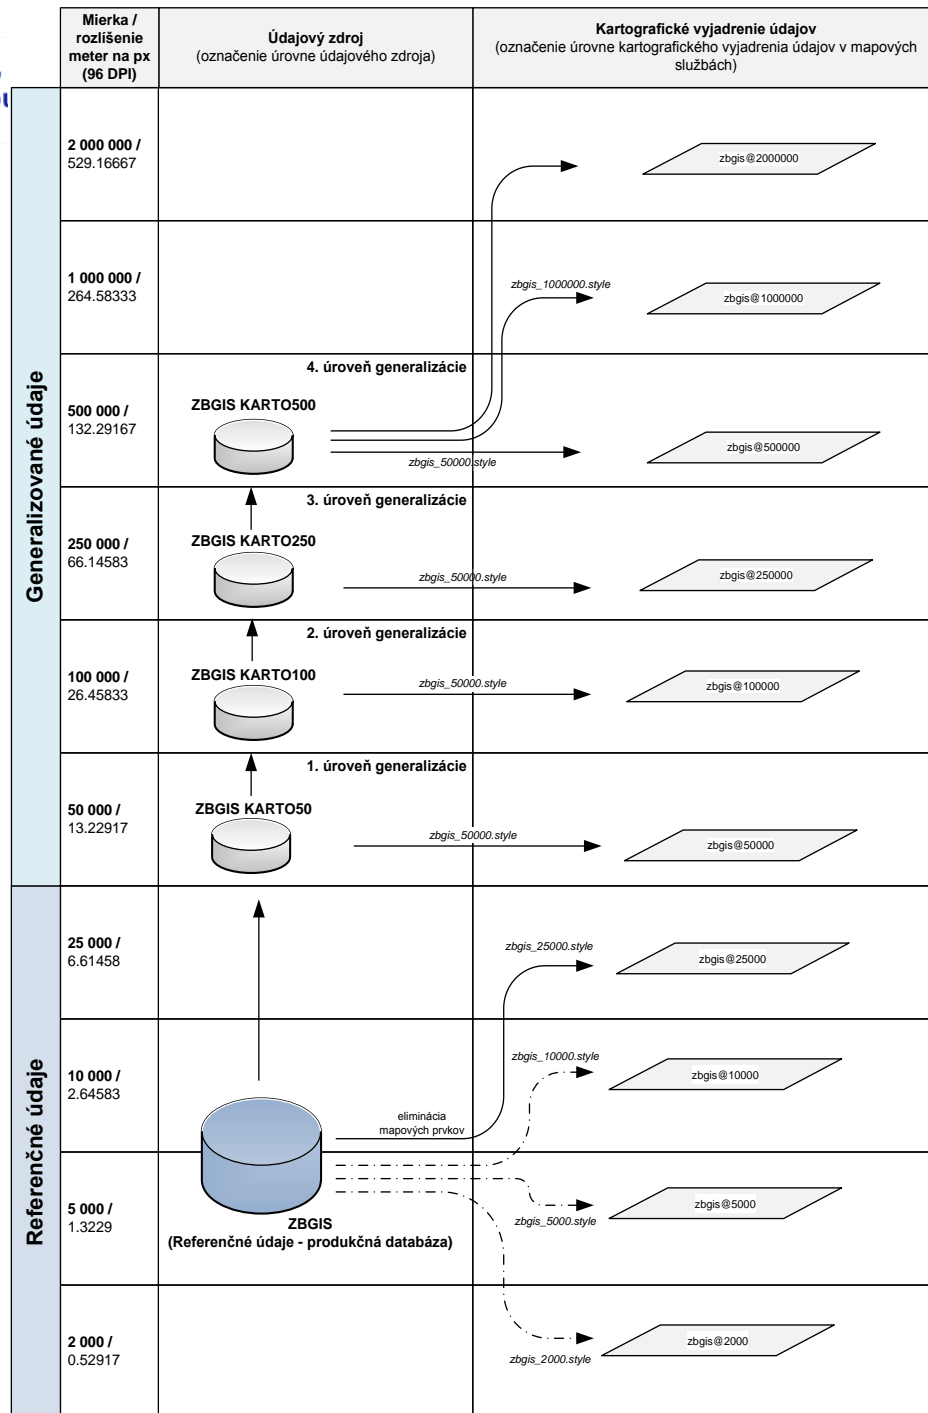 Mierka /
rozlíšenie
meter na px
(96 DPI)
Údajový zdroj
(označenie úrovne údajového zdroja)
Kartografické vyjadrenie údajov
(označenie úrovne kartografického vyjadrenia údajov v mapových
službách)
Generalizované údaje
2 000 000 /
529.16667
zbgis@2000000
1 000 000 /
264.58333
zbgis_1000000.style
zbgis@1000000
4. úroveň generalizácie
500 000 /
132.29167
ZBGIS KARTO500
zbgis_50000.style
zbgis@500000
3. úroveň generalizácie
250 000 /
66.14583
ZBGIS KARTO250
zbgis_50000.style
zbgis@250000
2. úroveň generalizácie
100 000 /
26.45833
ZBGIS KARTO100
zbgis_50000.style
zbgis@100000
1. úroveň generalizácie
50 000 /
13.22917
ZBGIS KARTO50
zbgis_50000.style
zbgis@50000
Referenčné údaje
25 000 /
6.61458
zbgis_25000.style
zbgis@25000
10 000 /
2.64583
zbgis_10000.style
zbgis@10000
eliminácia
mapových prvkov
5 000 /
1.3229
ZBGIS
(Referenčné údaje - produkčná databáza)
zbgis_5000.style
zbgis@5000
2 000 /
0.52917
zbgis_2000.style
zbgis@2000